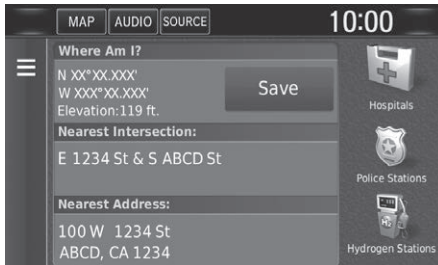 MAP AUDIO SOURCE 10:00
Where Am I?
N XX°XX.XXX'
W XXX°XX.XXX'
Elevation:119 ft.
Save
Hospitals
Nearest Intersection:
E 1234 St & S ABCD St
Police Stations
Nearest Address:
100 W 1234 St
ABCD, CA 1234
H2
Hydrogen Stations